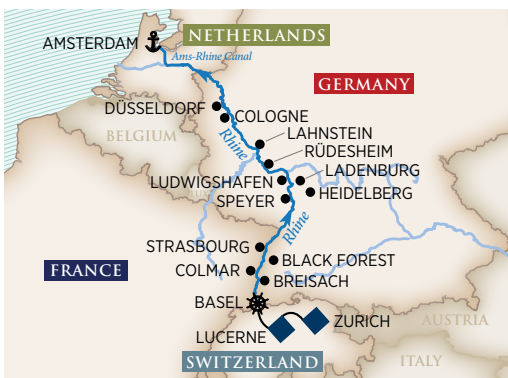 NETHERLANDS
AMSTERDAM
Ams-Rhine Canal
GERMANY
DÜSSELDORF
COLOGNE
BELGIUM
Rhine
LAHNSTEIN
RÜDESHEIM
LADENBURG
LUDWIGSHAFEN
HEIDELBERG
SPEYER
Rhine
STRASBOURG
BLACK FOREST
FRANCE
COLMAR
BREISACH
BASEL
ZURICH
AUSTRIA
LUCERNE
SWITZERLAND
ITALY